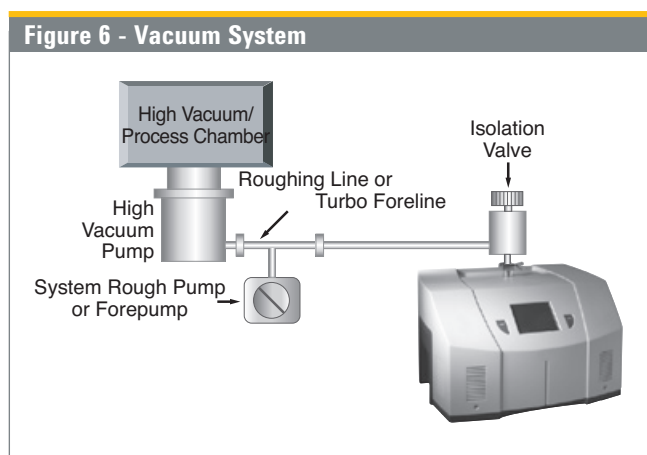 Figure 6 - Vacuum System
High Vacuum/
Process Chamber
Isolation
Valve
Roughing Line or
Turbo Foreline
High
Vacuum
Pump
System Rough Pump
or Forepump